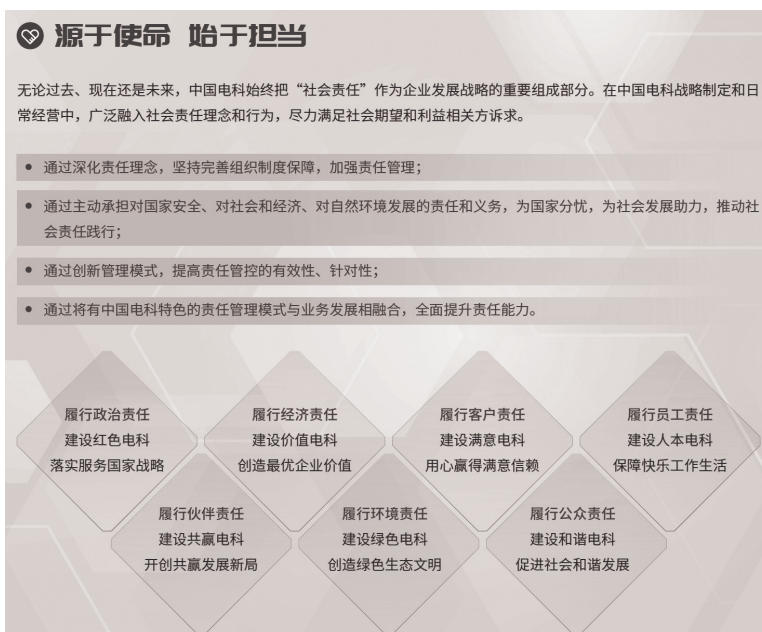 源于使命 始于担当
无论过去、现在还是未来，中国电科始终把“社会责任”作为企业发展战略的重要组成部分。在中国电科战略制定和日
常经营中，广泛融入社会责任理念和行为，尽力满足社会期望和利益相关方诉求。
● 通过深化责任理念，坚持完善组织制度保障，加强责任管理；
● 通过主动承担对国家安全、对社会和经济、对自然环境发展的责任和义务，为国家分忧，为社会发展助力，推动社
会责任践行；
● 通过创新管理模式，提高责任管控的有效性、针对性；
● 通过将有中国电科特色的责任管理模式与业务发展相融合，全面提升责任能力。
履行政治责任
建设红色电科
落实服务国家战略
履行经济责任
建设价值电科
创造最优企业价值
履行客户责任
建设满意电科
用心赢得满意信赖
履行员工责任
建设人本电科
保障快乐工作生活
履行伙伴责任
建设共赢电科
开创共赢发展新局
履行环境责任
建设绿色电科
创造绿色生态文明
履行公众责任
建设和谐电科
促进社会和谐发展